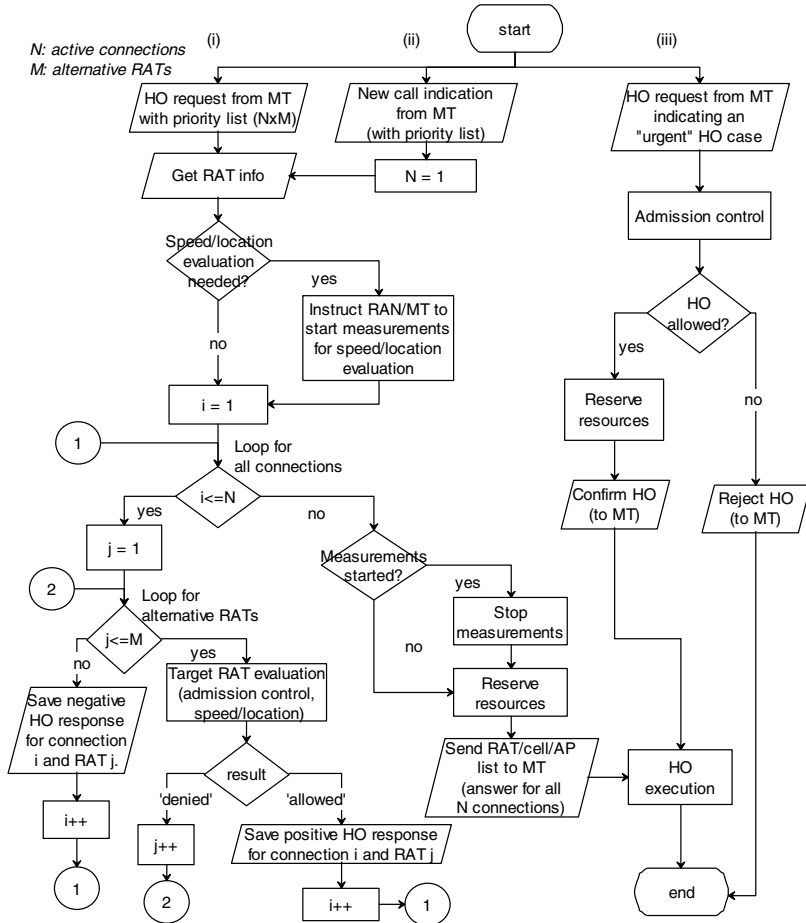 start
(i)
(ii)
(iii)
N: active connections
M: alternative RATs
HO request from MT
with priority list (NxM)
New call indication
from MT
(with priority list)
HO request from MT
indicating an
"urgent" HO case
Get RAT info
N = 1
Admission control
Speed/location
evaluation
needed?
yes
no
Instruct RAN/MT to
start measurements
for speed/location
evaluation
HO
allowed?
yes
no
i = 1
Reserve
resources
1
Loop for
all connections
i<=N
yes
no
Confirm HO
(to MT)
Reject HO
(to MT)
j = 1
Measurements
started?
yes
no
2
Loop for
alternative RATs
j<=M
no
yes
Stop
measurements
Save negative
HO response
for connection
i and RAT j.
Target RAT evaluation
(admission control,
speed/location)
Reserve
resources
result
Send RAT/cell/AP
list to MT
(answer for all
N connections)
HO
execution
'denied'
'allowed'
i++
j++
Save positive HO response
for connection i and RAT j
1
2
i++
1
end